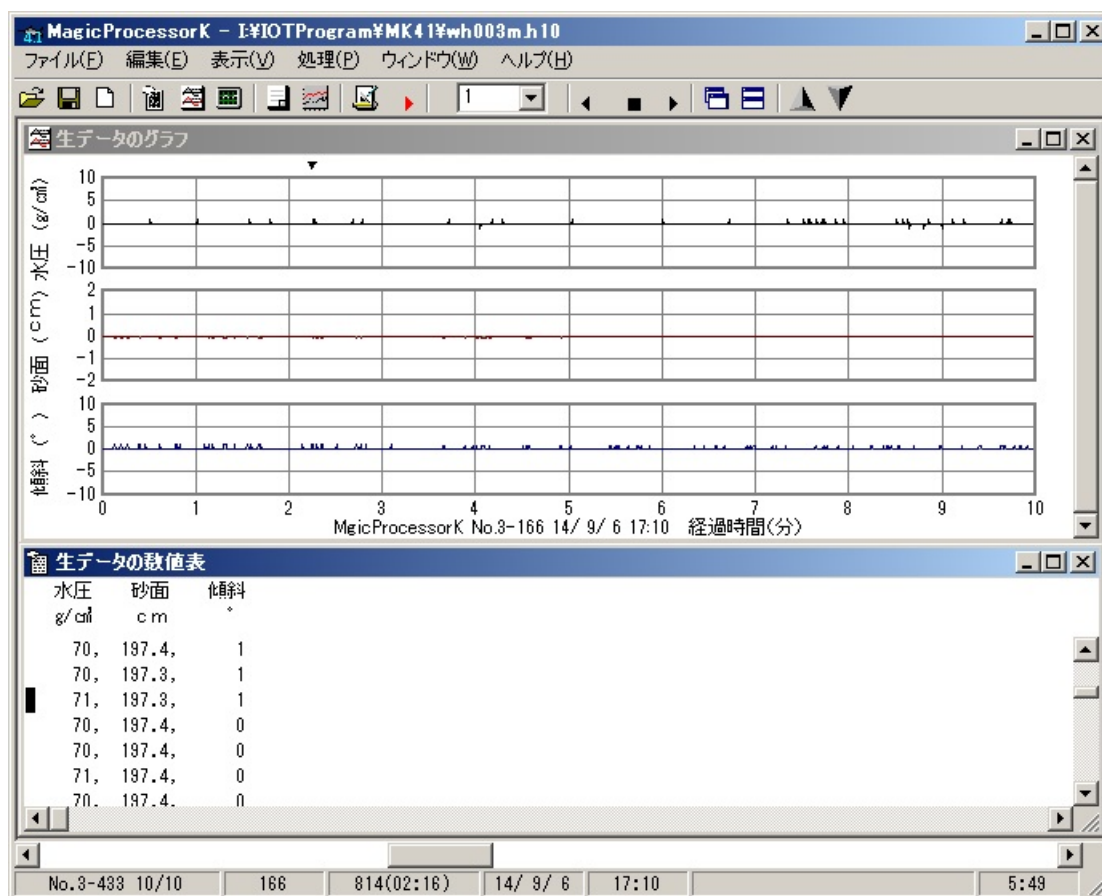 MagicProcessorK - I:¥IOTProgram¥MK41¥wh003m.h10
ファイル(F) 編集(E) 表示(V) 処理(P) ウィンドウ(W) ヘルプ(H)
1
生データのグラフ
水圧 (g/c㎡)
10
5
0
-5
-10
砂面 (cm)
2
1
0
-1
-2
傾斜 (°)
10
5
0
-5
-10
0 1 2 3 4 5 6 7 8 9 10
MgicProcessorK No.3-166 14/ 9/ 6 17:10 経過時間(分)
生データの数値表
水圧 砂面 傾斜
g/c㎡ cm °
70, 197.4, 1
70, 197.3, 1
71, 197.3, 1
70, 197.4, 0
70, 197.4, 0
71, 197.4, 0
70, 197.4, 0
No.3-433 10/10 166 814(02:16) 14/ 9/ 6 17:10 5:49